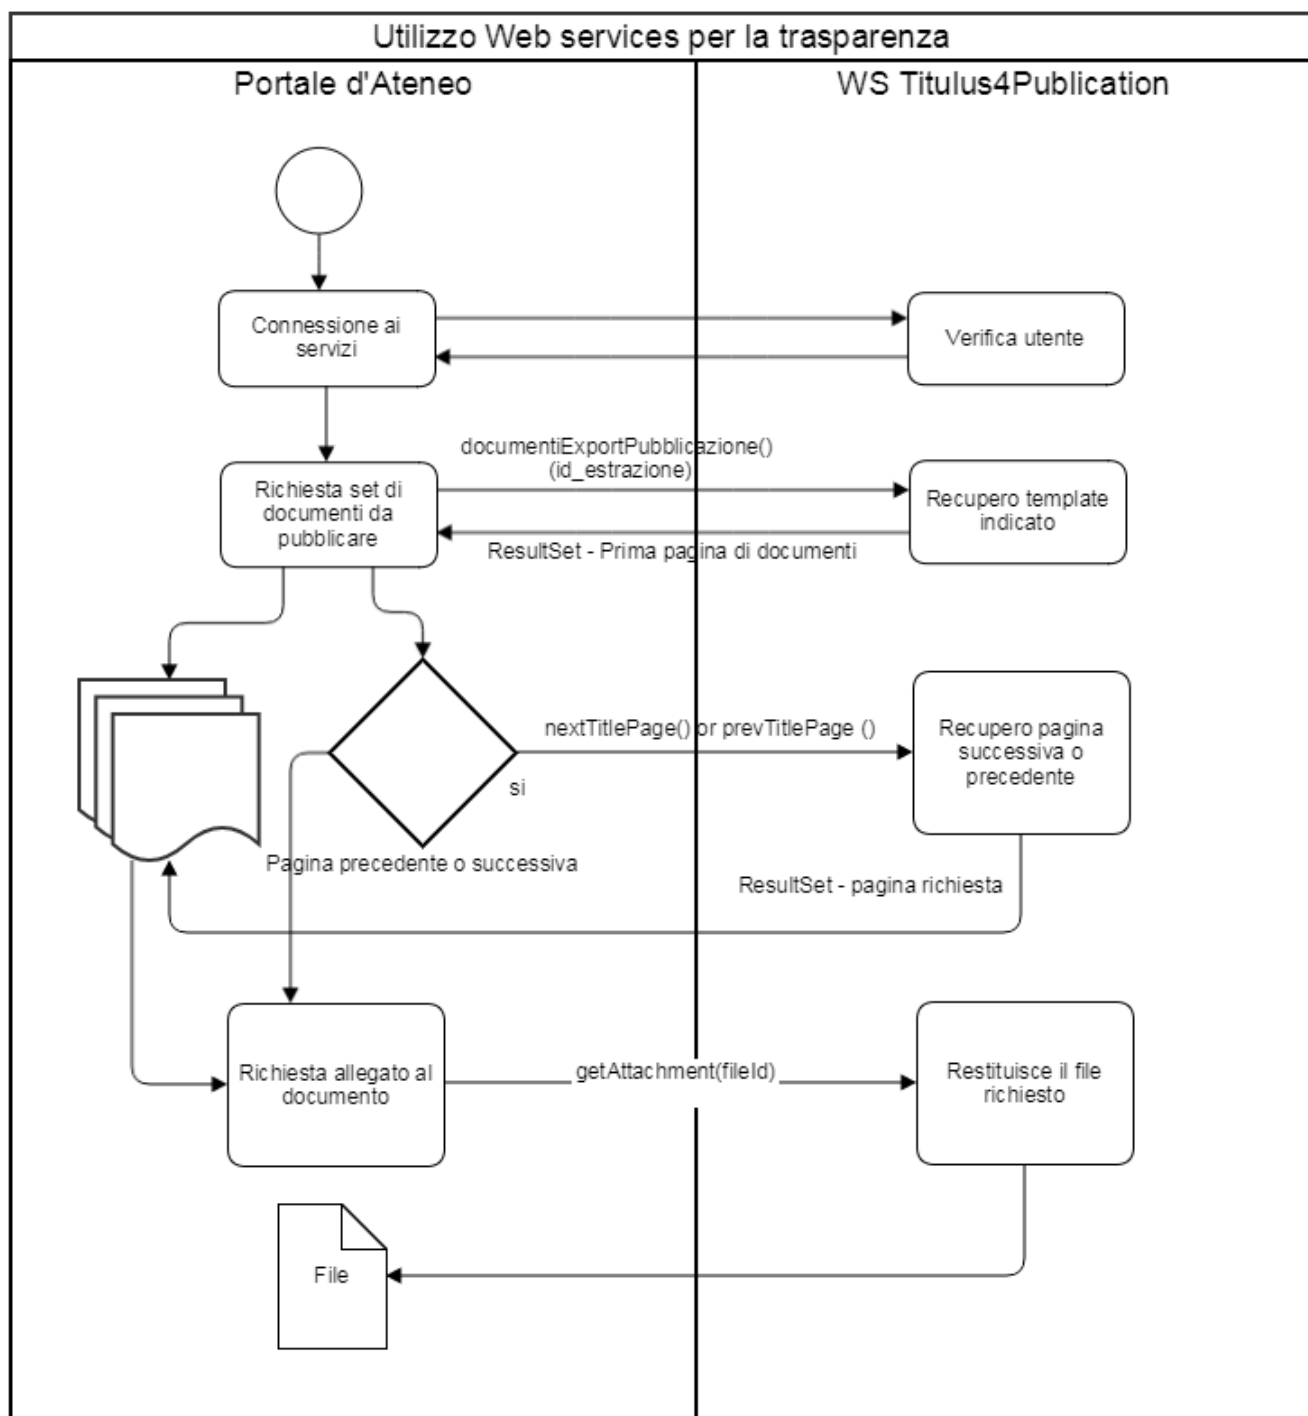 Utilizzo Web services per la trasparenza
Portale d'Ateneo
WS Titulus4Publication
Connessione ai
servizi
Verifica utente
documentiExportPubblicazione()
(id_estrazione)
Richiesta set di
documenti da
pubblicare
Recupero template
indicato
ResultSet - Prima pagina di documenti
nextTitlePage() or prevTitlePage ()
si
Recupero pagina
successiva o
precedente
Pagina precedente o successiva
ResultSet - pagina richiesta
Richiesta allegato al
documento
getAttachment(fileId)
Restituisce il file
richiesto
File